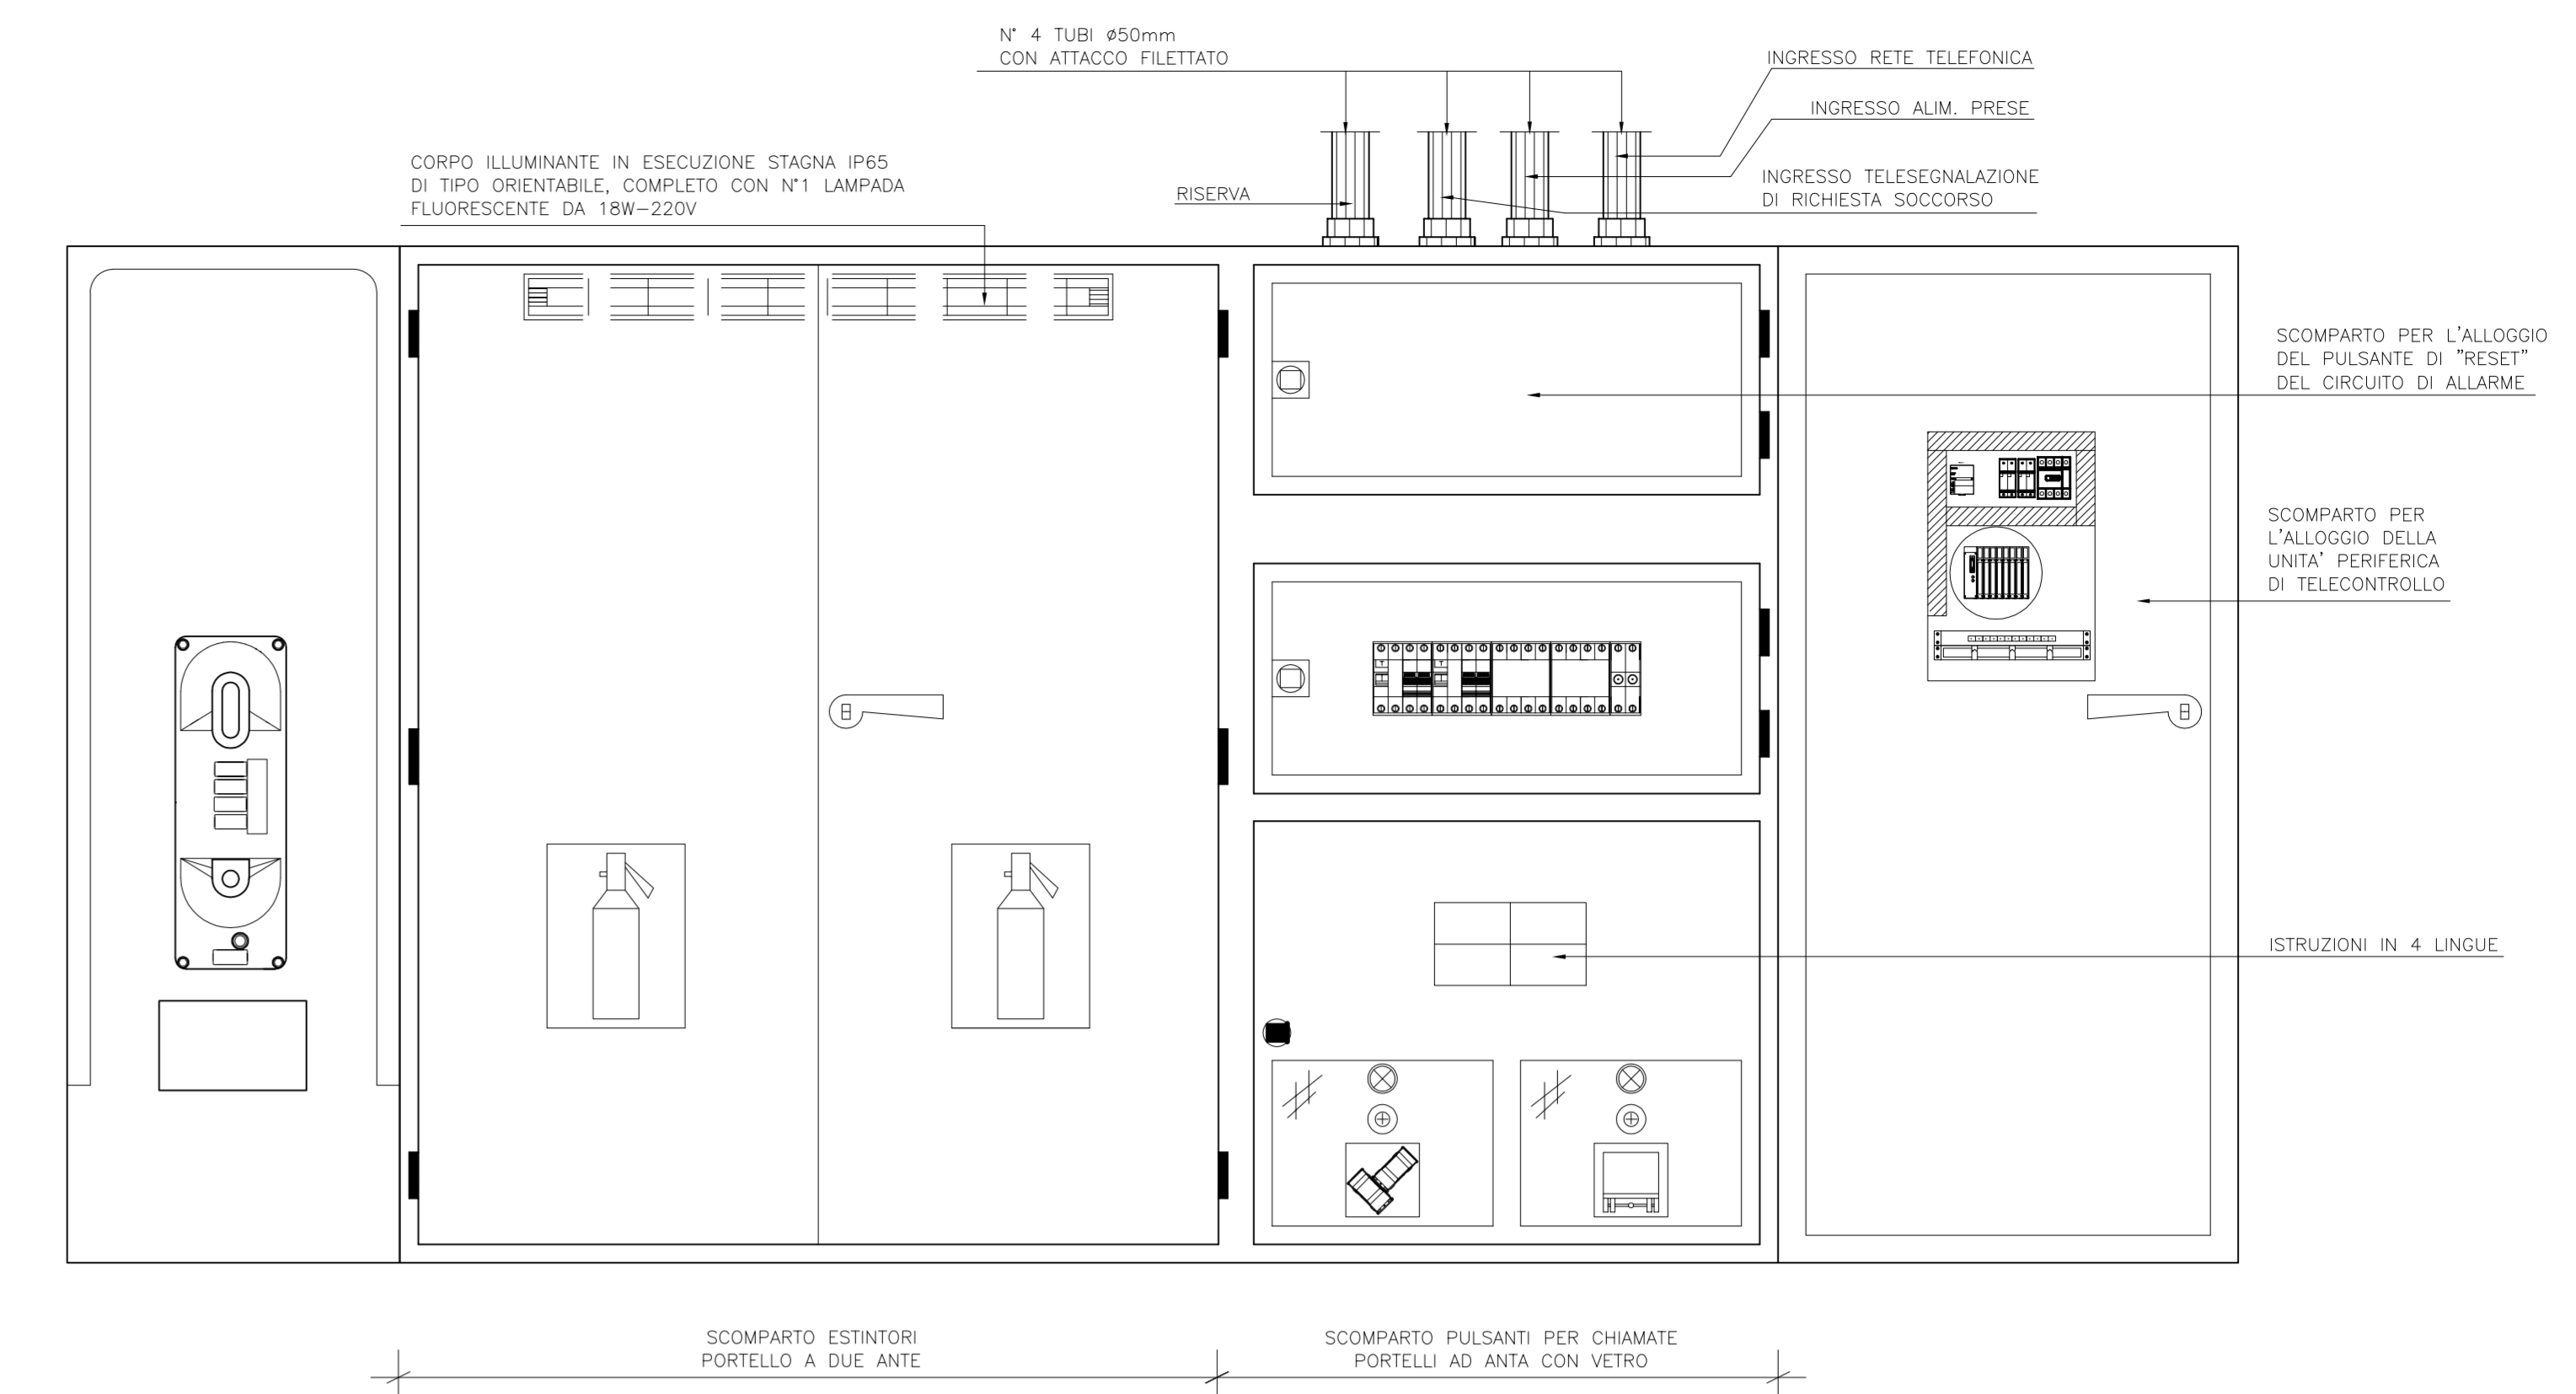 N° 4 TUBI ø50mm
CON ATTACCO FILETTATO
INGRESSO RETE TELEFONICA
INGRESSO ALIM. PRESE
CORPO ILLUMINANTE IN ESECUZIONE STAGNA IP65
DI TIPO ORIENTABILE, COMPLETO CON N°1 LAMPADA
FLUORESCENTE DA 18W-220V
RISERVA
INGRESSO TELESEGNALAZIONE
DI RICHIESTA SOCCORSO
SCOMPARTO PER L'ALLOGGIO
DEL PULSANTE DI "RESET"
DEL CIRCUITO DI ALLARME
SCOMPARTO PER
L'ALLOGGIO DELLA
UNITA' PERIFERICA
DI TELECONTROLLO
ISTRUZIONI IN 4 LINGUE
SCOMPARTO ESTINTORI
PORTELLO A DUE ANTE
SCOMPARTO PULSANTI PER CHIAMATE
PORTELLI AD ANTA CON VETRO